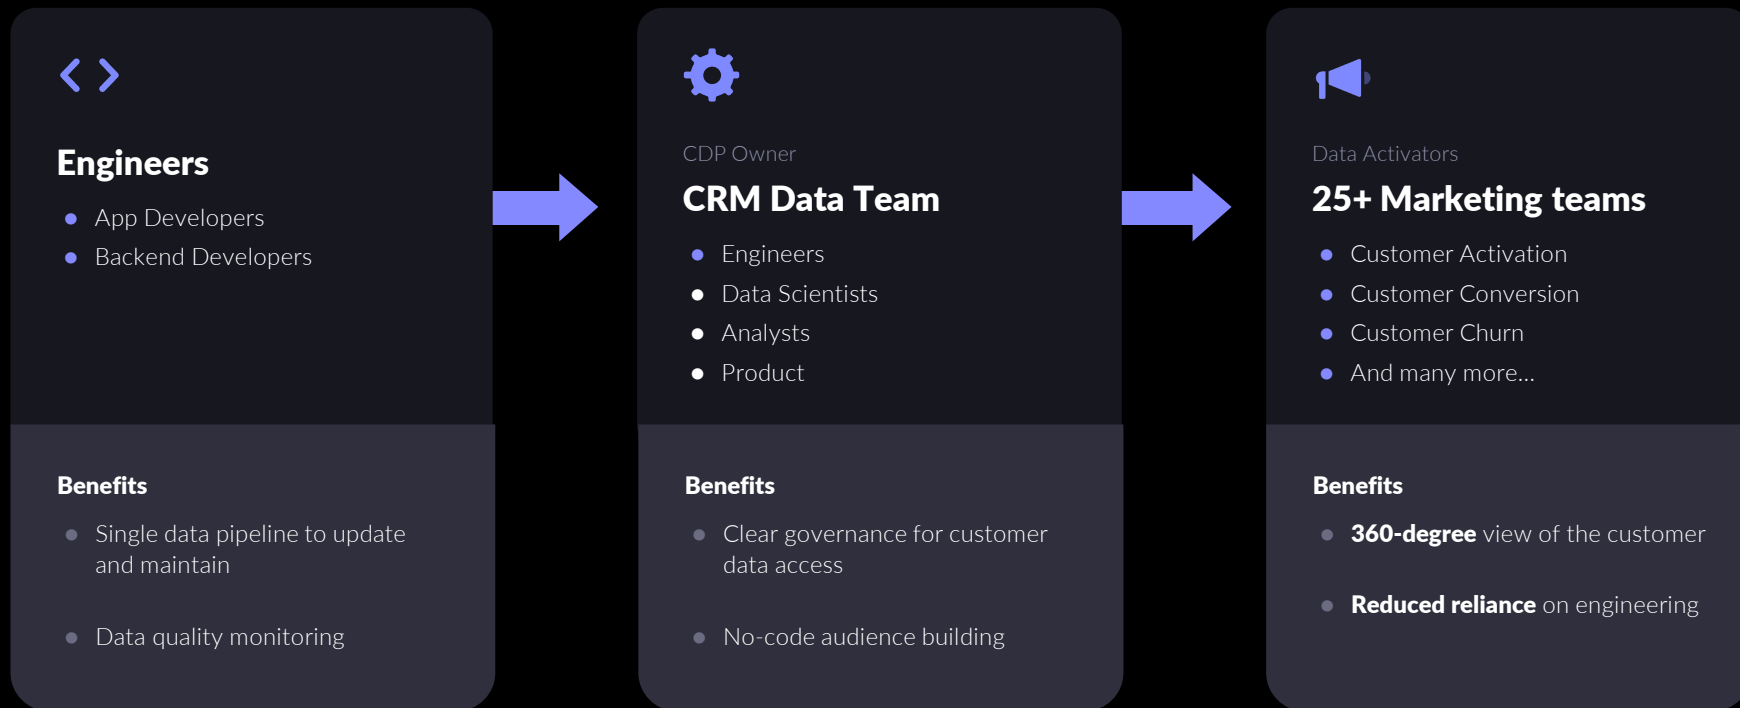 Engineers
App Developers
Backend Developers
Benefits
Single data pipeline to update
and maintain
Data quality monitoring
CDP Owner
CRM Data Team
Engineers
Data Scientists
Analysts
Product
Benefits
Clear governance for customer
data access
No-code audience building
Data Activators
25+ Marketing teams
Customer Activation
Customer Conversion
Customer Churn
And many more...
Benefits
360-degree view of the customer
Reduced reliance on engineering